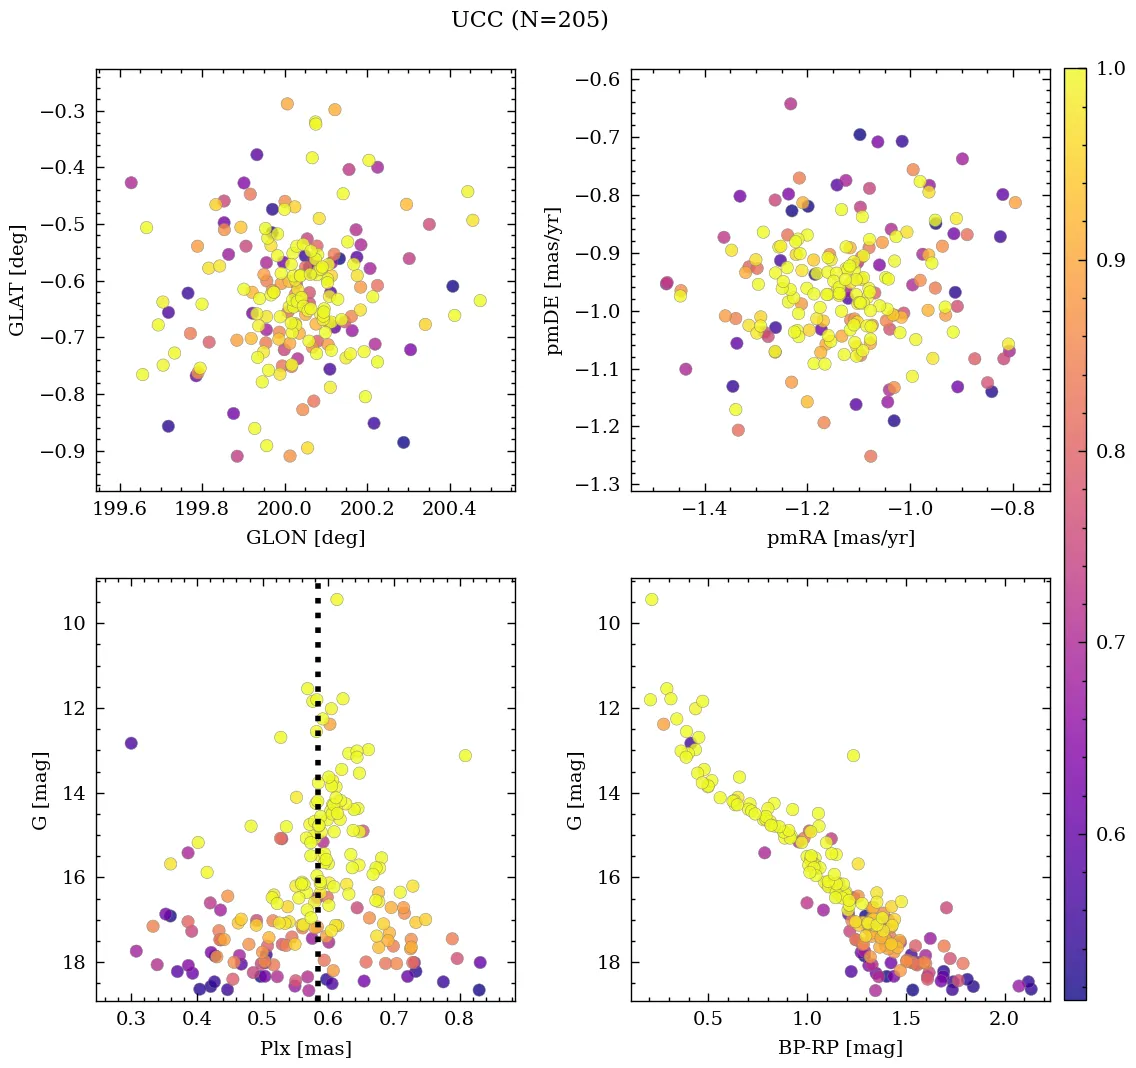 UCC (N=205)
−0.3
−0.4
−0.5
−0.6
−0.7
−0.8
−0.9
GLAT [deg]
199.6 199.8 200.0 200.2 200.4
GLON [deg]
−0.6
−0.7
−0.8
−0.9
−1.0
−1.1
−1.2
−1.3
pmDE [mas/yr]
−1.4 −1.2 −1.0 −0.8
pmRA [mas/yr]
1.0
0.9
0.8
0.7
0.6
10
12
14
16
18
G [mag]
0.3 0.4 0.5 0.6 0.7 0.8
Plx [mas]
10
12
14
16
18
G [mag]
0.5 1.0 1.5 2.0
BP-RP [mag]